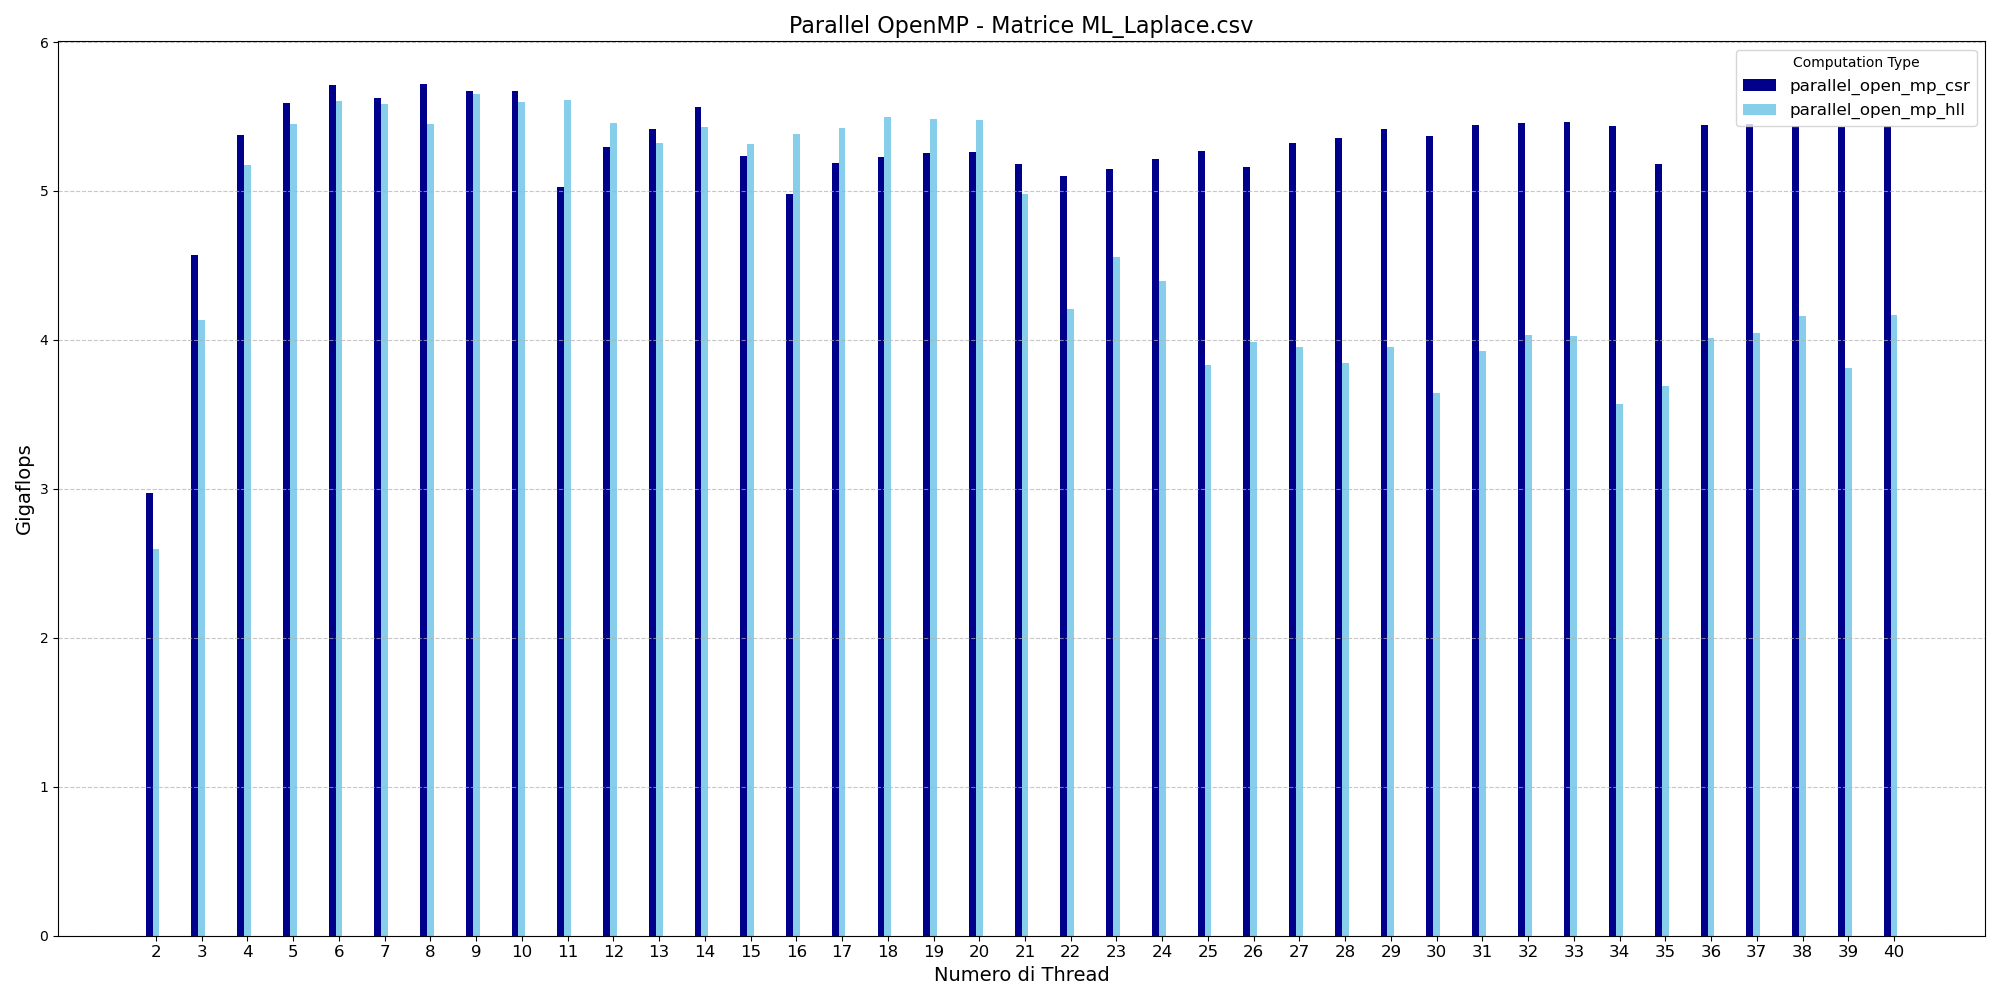 Parallel OpenMP - Matrice ML_Laplace.csv
Computation Type
parallel_open_mp_csr
parallel_open_mp_hll
Gigaflops
6
5
4
3
2
1
0
2 3 4 5 6 7 8 9 10 11 12 13 14 15 16 17 18 19 20 21 22 23 24 25 26 27 28 29 30 31 32 33 34 35 36 37 38 39 40
Numero di Thread